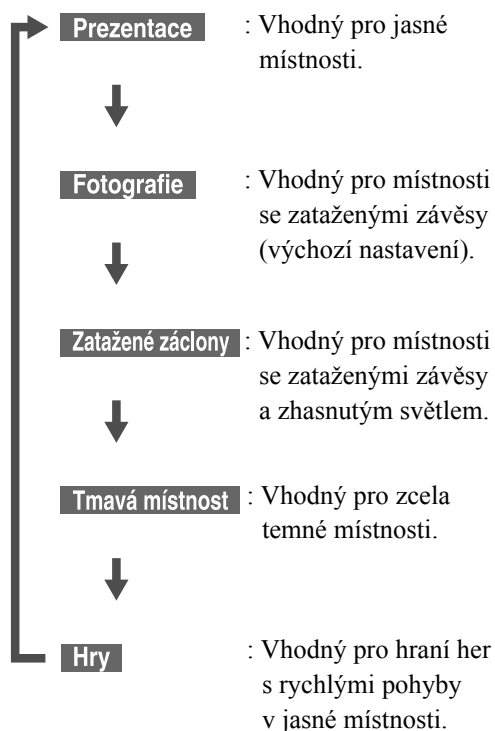 Prezentace : Vhodný pro jasné
místnosti.
Fotografie : Vhodný pro místnosti
se zataženými závěsy
(výchozí nastavení).
Zatažené záclony : Vhodný pro místnosti
se zataženými závěsy
a zhasnutým světlem.
Tmavá místnost : Vhodný pro zcela
temné místnosti.
Hry : Vhodný pro hraní her
s rychlými pohyby
v jasné místnosti.